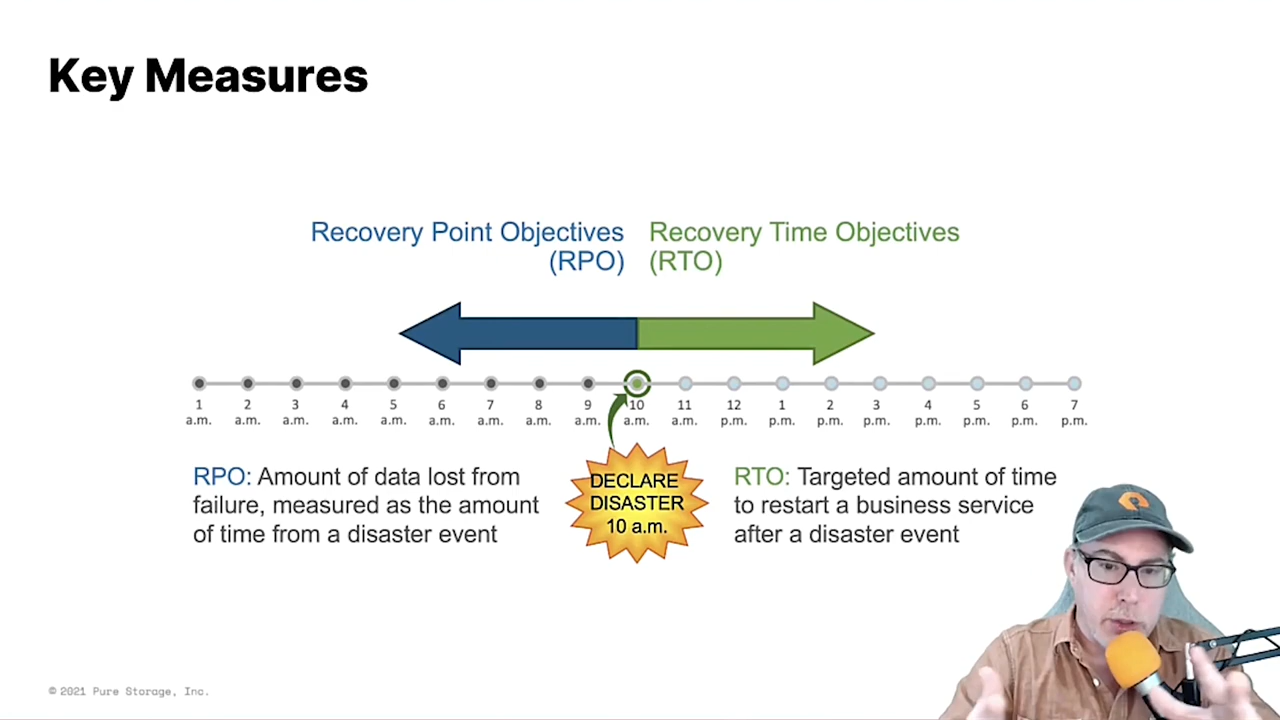 Key Measures
Recovery Point Objectives
(RPO)
Recovery Time Objectives
(RTO)
1 2 3 4 5 6 7 8 9 10 11 12 1 2 3 4 5 6 7
a.m. a.m. a.m. a.m. a.m. a.m. a.m. a.m. a.m. a.m. a.m. p.m. p.m. p.m. p.m. p.m. p.m. p.m. p.m.
RPO: Amount of data lost from
failure, measured as the amount
of time from a disaster event
DECLARE
DISASTER
10 a.m.
RTO: Targeted amount of time
to restart a business service
after a disaster event
© 2021 Pure Storage, Inc.